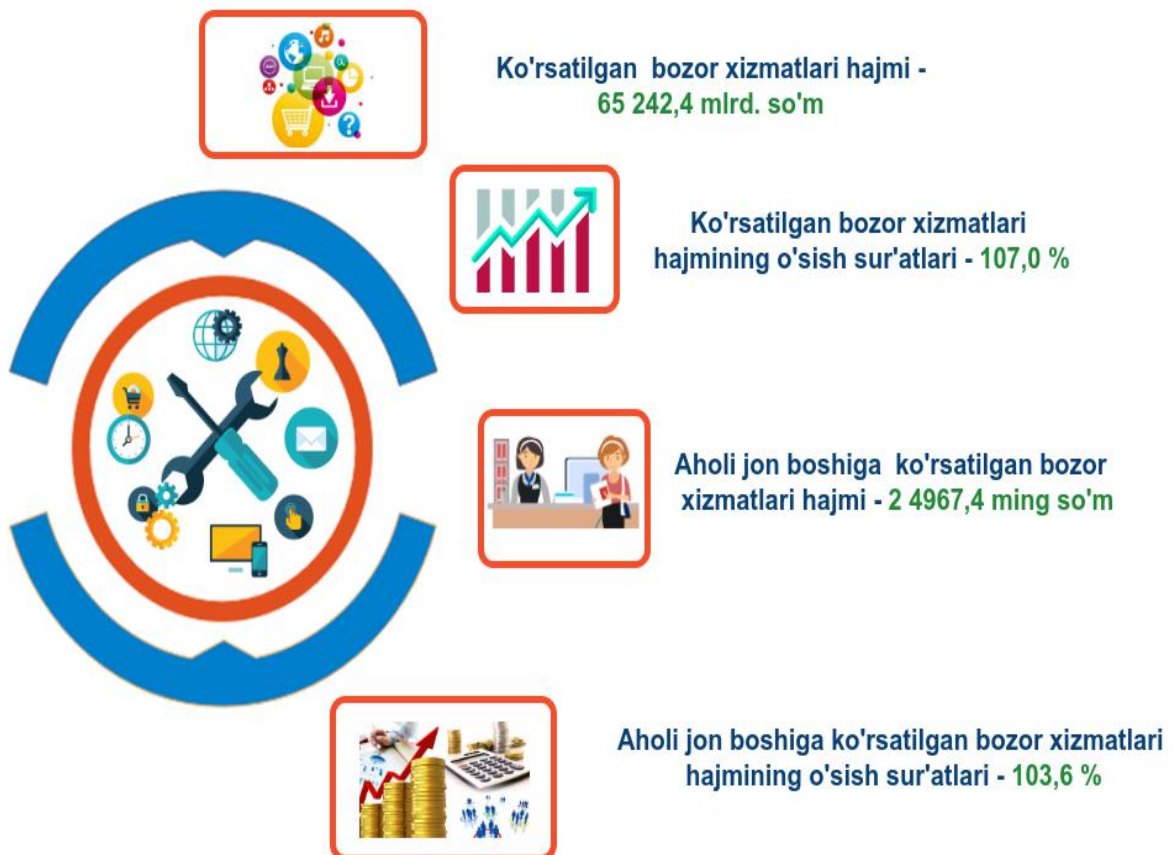 Ko'rsatilgan bozor xizmatlari hajmi -
65 242,4 mlrd. so'm
Ko'rsatilgan bozor xizmatlari
hajmining o'sish sur'atlari - 107,0 %
Aholi jon boshiga ko'rsatilgan bozor
xizmatlari hajmi - 2 4967,4 ming so'm
Aholi jon boshiga ko'rsatilgan bozor xizmatlari
hajmining o'sish sur'atlari - 103,6 %